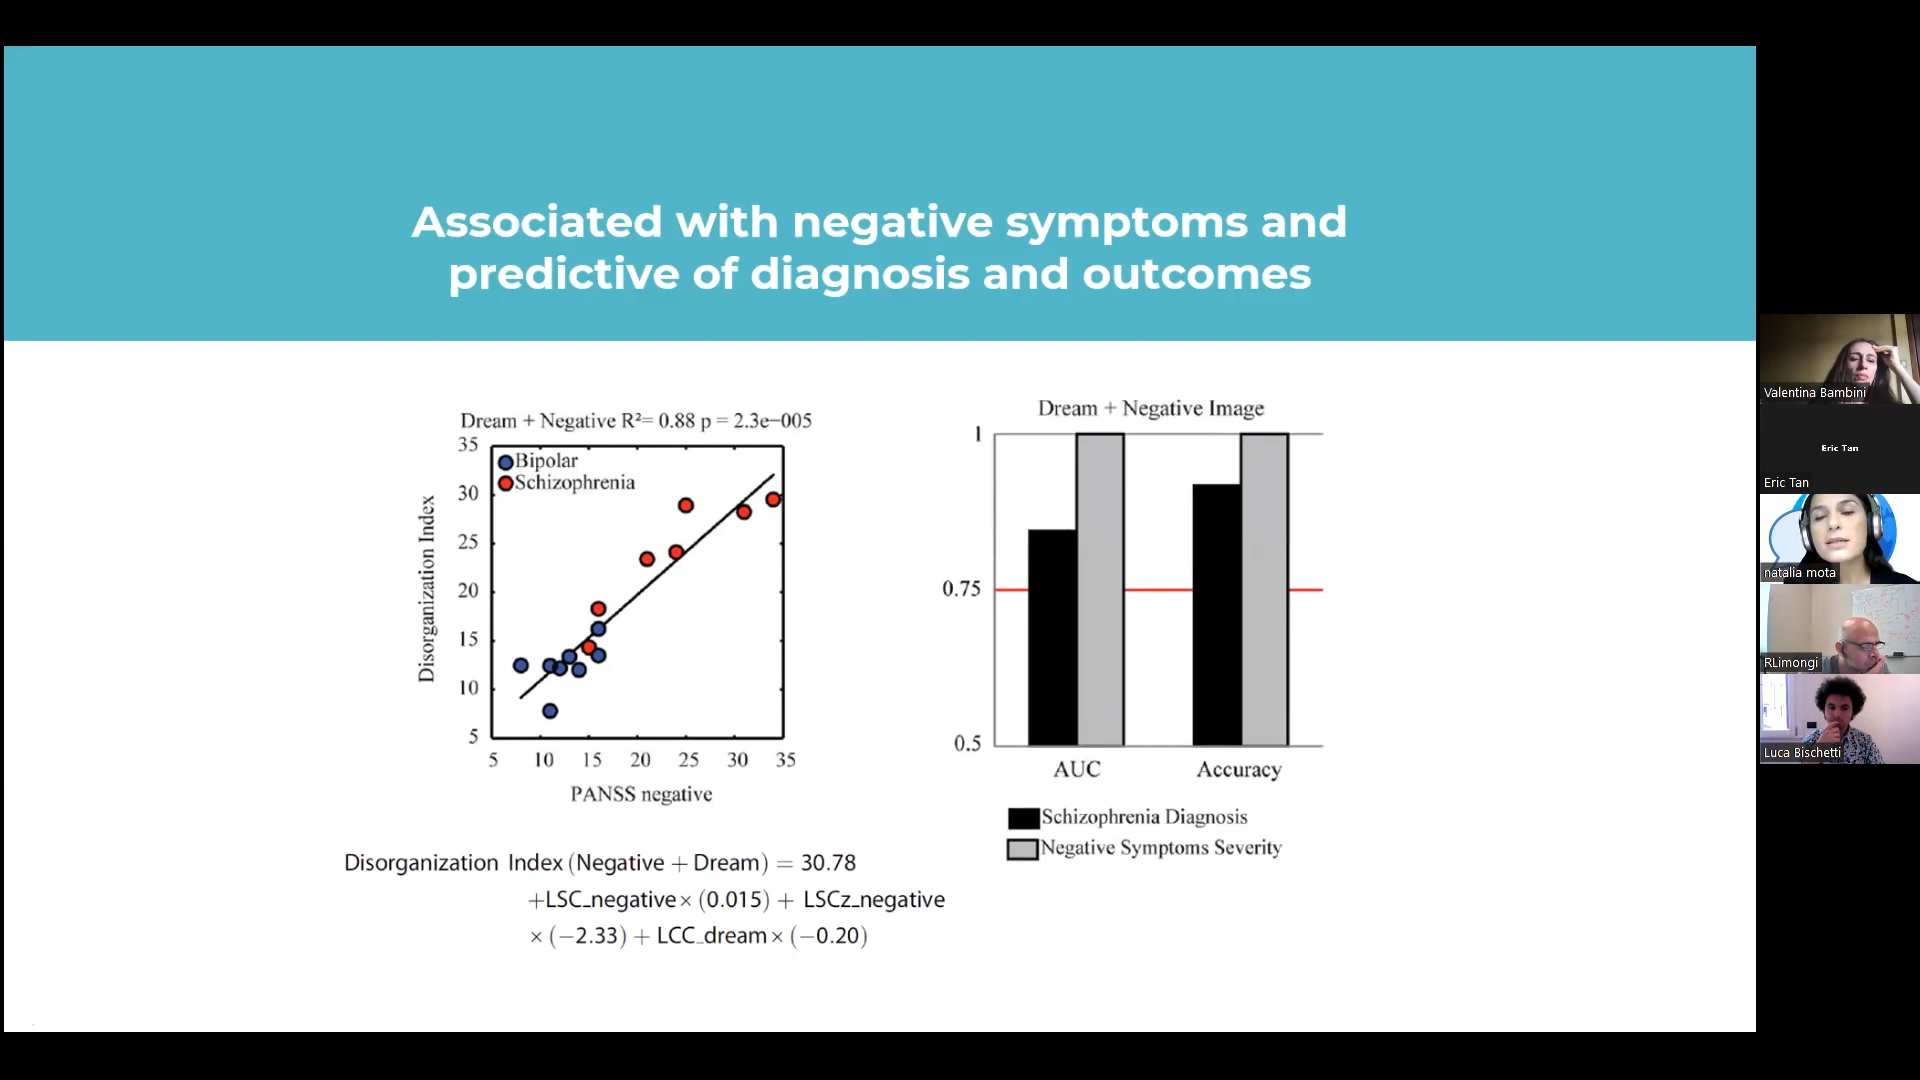 Associated with negative symptoms and
predictive of diagnosis and outcomes
Dream + Negative R²= 0.88 p = 2.3e−005
35
30
25
20
15
10
5
Disorganization Index
Bipolar
Schizophrenia
5 10 15 20 25 30 35
PANSS negative
Disorganization Index (Negative + Dream) = 30.78
+LSC_negative × (0.015) + LSCz_negative
× (−2.33) + LCC_dream × (−0.20)
Dream + Negative Image
1
0.75
0.5
AUC Accuracy
Schizophrenia Diagnosis
Negative Symptoms Severity
Valentina Bambini
Eric Tan
Eric Tan
natalia mota
RLimongi
Luca Bischetti